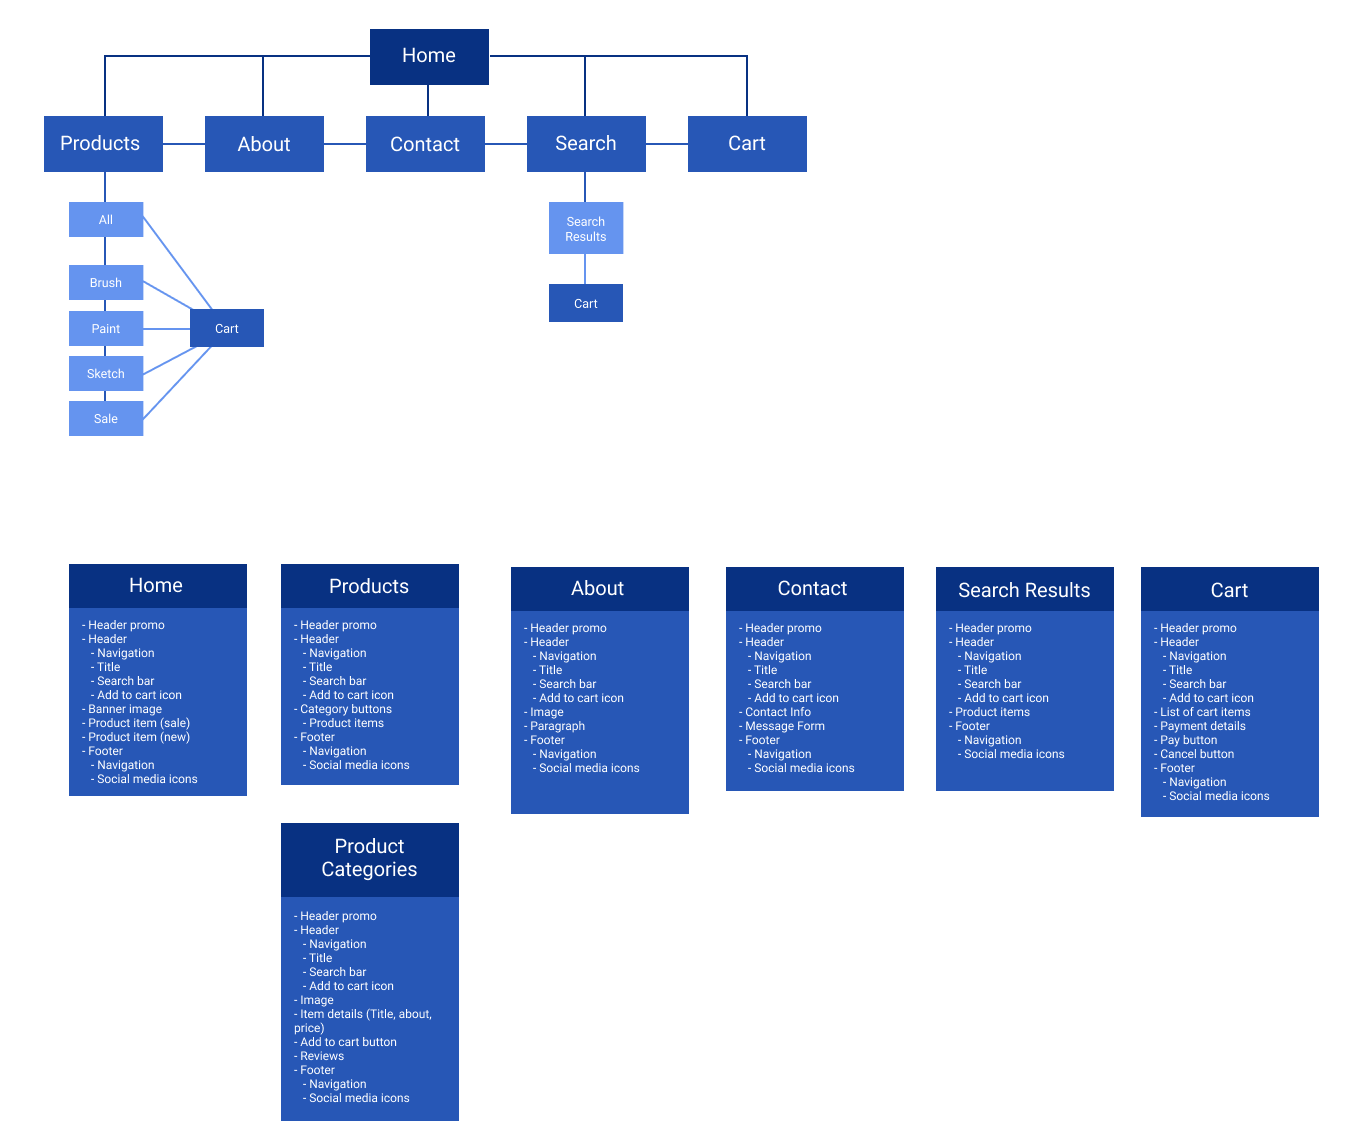 Home
Products
About
Contact
Search
Cart
All
Brush
Paint
Sketch
Sale
Cart
Search
Results
Cart
Home
- Header promo
- Header
- Navigation
- Title
- Search bar
- Add to cart icon
- Banner image
- Product item (sale)
- Product item (new)
- Footer
- Navigation
- Social media icons
Products
- Header promo
- Header
- Navigation
- Title
- Search bar
- Add to cart icon
- Category buttons
- Product items
- Footer
- Navigation
- Social media icons
About
- Header promo
- Header
- Navigation
- Title
- Search bar
- Add to cart icon
- Image
- Paragraph
- Footer
- Navigation
- Social media icons
Contact
- Header promo
- Header
- Navigation
- Title
- Search bar
- Add to cart icon
- Contact Info
- Message Form
- Footer
- Navigation
- Social media icons
Search Results
- Header promo
- Header
- Navigation
- Title
- Search bar
- Add to cart icon
- Product items
- Footer
- Navigation
- Social media icons
Cart
- Header promo
- Header
- Navigation
- Title
- Search bar
- Add to cart icon
- List of cart items
- Payment details
- Pay button
- Cancel button
- Footer
- Navigation
- Social media icons
Product
Categories
- Header promo
- Header
- Navigation
- Title
- Search bar
- Add to cart icon
- Image
- Item details (Title, about,
price)
- Add to cart button
- Reviews
- Footer
- Navigation
- Social media icons